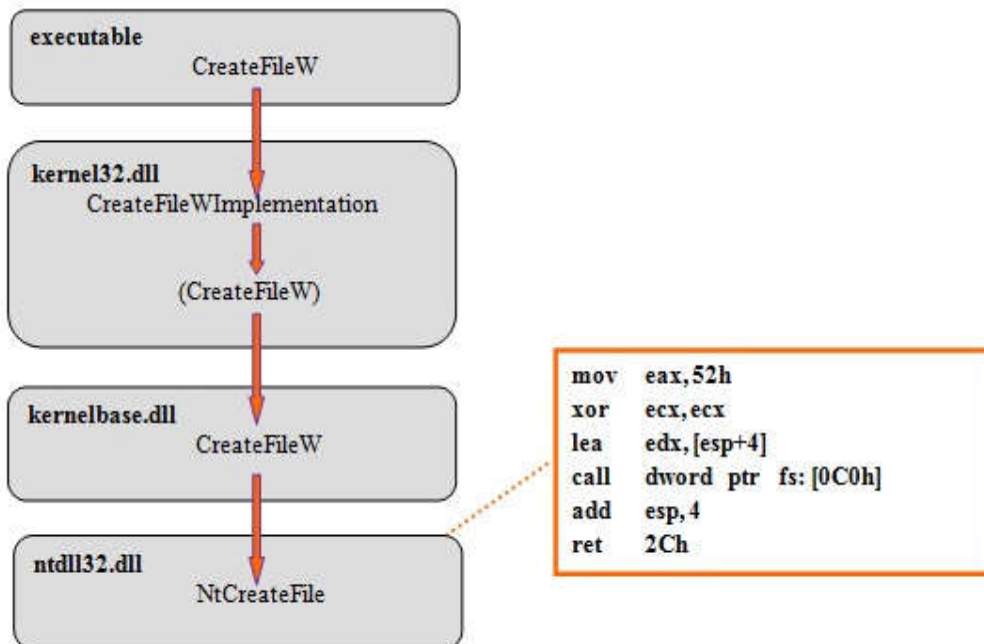 executable
CreateFileW
kernel32.dll
CreateFileWImplementation
(CreateFileW)
kernelbase.dll
CreateFileW
ntdll32.dll
NtCreateFile
mov eax,52h
xor ecx,ecx
lea edx,[esp+4]
call dword ptr fs:[0C0h]
add esp,4
ret 2Ch